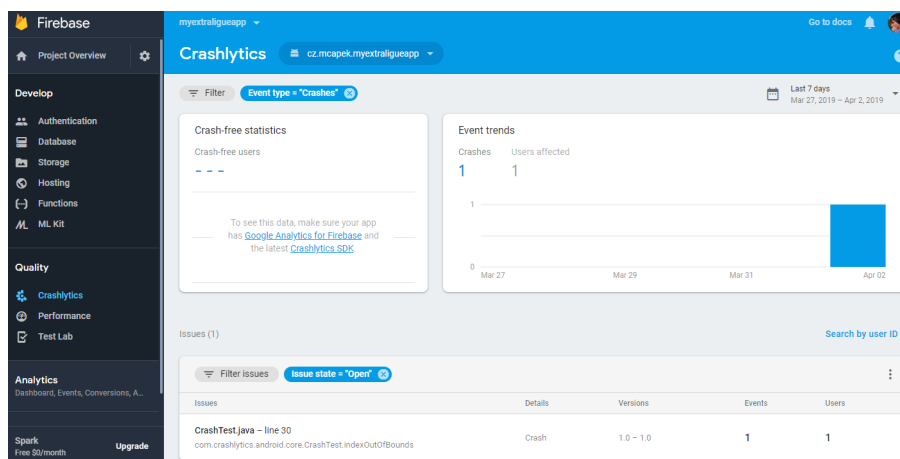 Firebase
myextraligueapp
Go to docs
Project Overview
Crashlytics
cz.mcapek.myextraligueapp
Develop
Filter
Event type = "Crashes"
Last 7 days
Mar 27, 2019 – Apr 2, 2019
Authentication
Database
Storage
Hosting
Functions
ML Kit
Crash-free statistics
Crash-free users
- - -
To see this data, make sure your app
has Google Analytics for Firebase and
the latest Crashlytics SDK
Event trends
Crashes
Users affected
1
1
1
0
Mar 27
Mar 29
Mar 31
Apr 02
Quality
Crashlytics
Performance
Test Lab
Issues (1)
Search by user ID
Filter issues
Issue state = "Open"
Analytics
Dashboard, Events, Conversions, A...
Issues
Details
Versions
Events
Users
CrashTest.java – line 30
com.crashlytics.android.core.CrashTest.indexOutOfBounds
Crash
1.0 – 1.0
1
1
Spark
Free $0/month
Upgrade